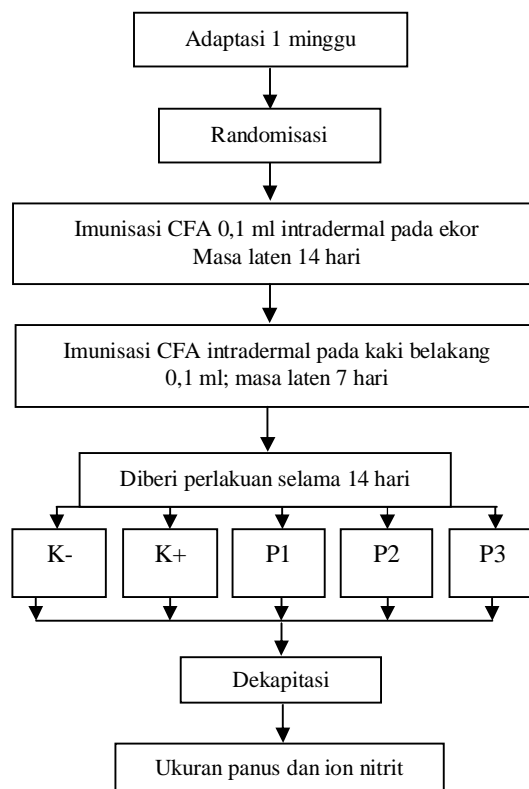 Adaptasi 1 minggu
Randomisasi
Imunisasi CFA 0,1 ml intradermal pada ekor
Masa laten 14 hari
Imunisasi CFA intradermal pada kaki belakang
0,1 ml; masa laten 7 hari
Diberi perlakuan selama 14 hari
K-
K+
P1
P2
P3
Dekapitasi
Ukuran panus dan ion nitrit